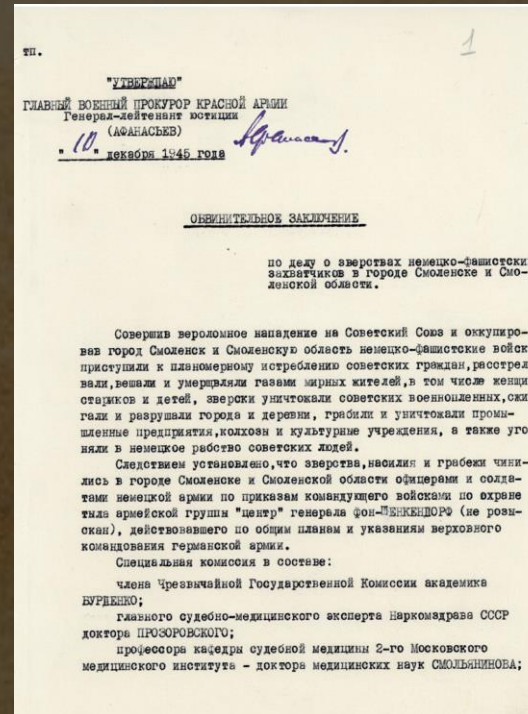 1
тп.
"УТВЕРЖДАЮ"
ГЛАВНЫЙ ВОЕННЫЙ ПРОКУРОР КРАСНОЙ АРМИИ
Генерал-лейтенант юстиции
(АФАНАСЬЕВ)
"10" декабря 1945 года
ОБВИНИТЕЛЬНОЕ ЗАКЛЮЧЕНИЕ
по делу о зверствах немецко-фашистски
захватчиков в городе Смоленске и Смо-
ленской области.
Совершив вероломное нападение на Советский Союз и оккупиро-
вав город Смоленск и Смоленскую область немецко-фашистские войск
приступили к планомерному истреблению советских граждан,расстрел
вали,вешали и умерщвляли газами мирных жителей,в том числе женщи
стариков и детей, зверски уничтожали советских военнопленных,сжи
гали и разрушали города и деревни, грабили и уничтожали промы-
шленные предприятия,колхозы и культурные учреждения, а также уго
няли в немецкое рабство советских людей.
Следствием установлено,что зверства,насилия и грабежи чини-
лись в городе Смоленске и Смоленской области офицерами и солда-
тами немецкой армии по приказам командующего войсками по охране
тыла армейской группы "центр" генерала фон-ШЕНКЕНДОРФ (не розы-
скан), действовавшего по общим планам и указаниям верховного
командования германской армии.
Специальная комиссия в составе:
члена Чрезвычайной Государственной Комиссии академика
БУРДЕНКО;
главного судебно-медицинского эксперта Наркомздрава СССР
доктора ПРОЗОРОВСКОГО;
профессора кафедры судебной медицины 2-го Московского
медицинского института - доктора медицинских наук СМОЛЬЯНИНОВА;